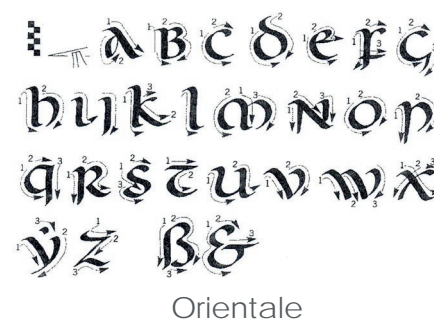 a B C δ e F G
h i j k l m N O P
q R S T U V W X
Ÿ Z ß &
Orientale